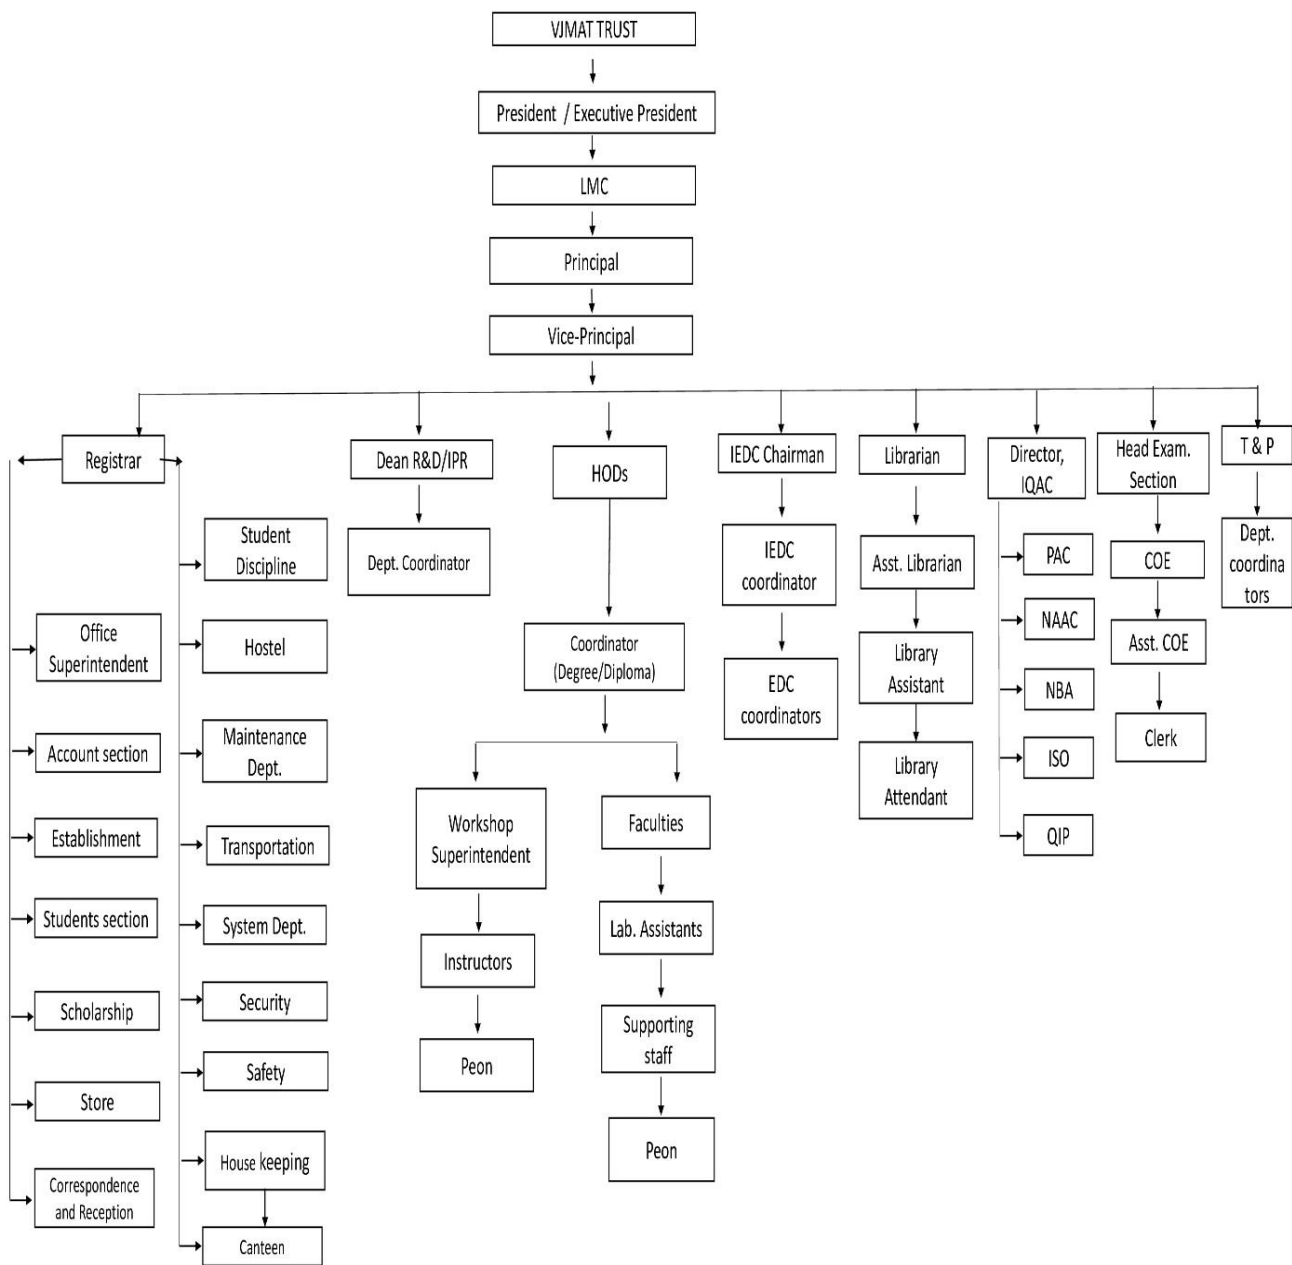 VJMAT TRUST
President / Executive President
LMC
Principal
Vice-Principal
Registrar
Dean R&D/IPR
HODs
IEDC Chairman
Librarian
Director,
IQAC
Head Exam.
Section
T & P
Student
Discipline
Dept. Coordinator
IEDC
coordinator
Asst. Librarian
PAC
COE
Dept.
coordina
tors
Office
Superintendent
Hostel
Coordinator
(Degree/Diploma)
EDC
coordinators
Library
Assistant
NAAC
Asst. COE
NBA
Clerk
Account section
Maintenance
Dept.
Library
Attendant
ISO
Establishment
Transportation
Workshop
Superintendent
Faculties
QIP
Students section
System Dept.
Instructors
Lab. Assistants
Scholarship
Security
Supporting
staff
Store
Safety
Peon
Peon
Correspondence
and Reception
House keeping
Canteen